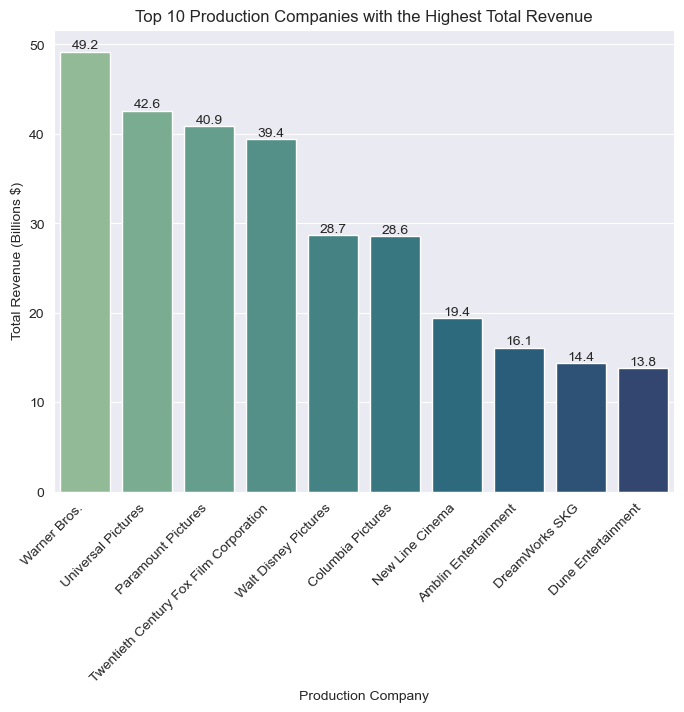 Top 10 Production Companies with the Highest Total Revenue
Total Revenue (Billions $)
50
40
30
20
10
0
49.2
42.6
40.9
39.4
28.7
28.6
19.4
16.1
14.4
13.8
Warner Bros.
Universal Pictures
Paramount Pictures
Twentieth Century Fox Film Corporation
Walt Disney Pictures
Columbia Pictures
New Line Cinema
Amblin Entertainment
DreamWorks SKG
Dune Entertainment
Production Company